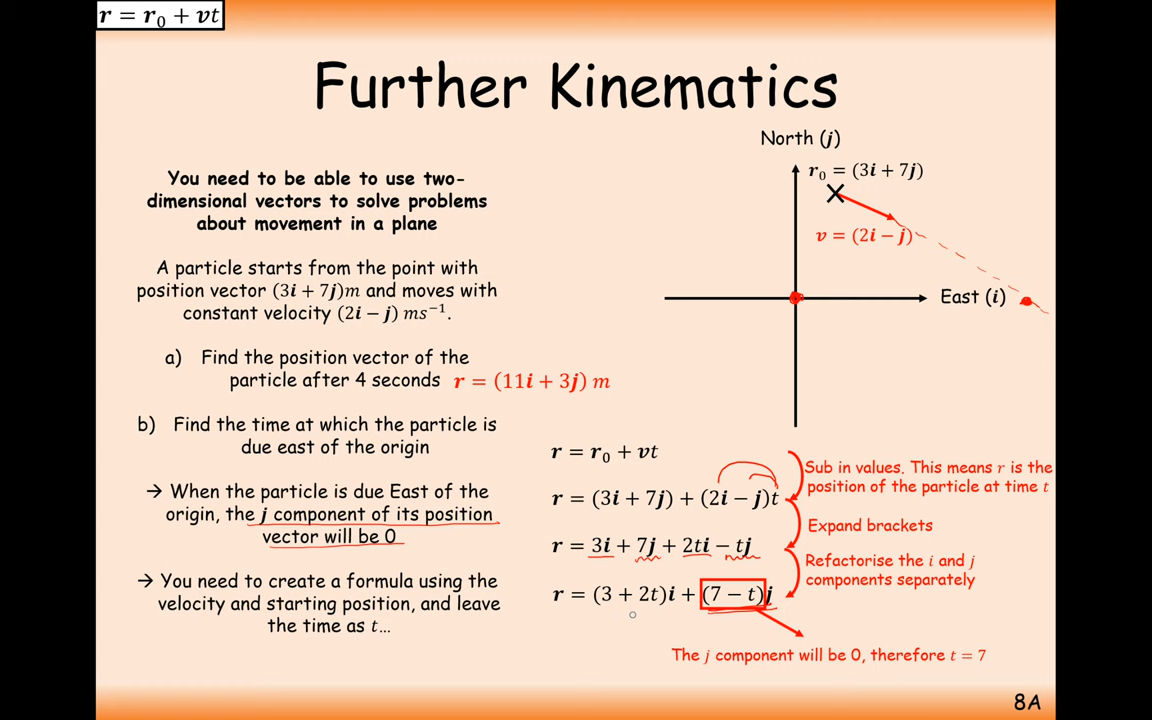 r = r₀ + vt
Further Kinematics
You need to be able to use two-
dimensional vectors to solve problems
about movement in a plane
A particle starts from the point with
position vector (3i + 7j)m and moves with
constant velocity (2i − j) ms⁻¹.
a) Find the position vector of the
particle after 4 seconds
r = (11i + 3j) m
b) Find the time at which the particle is
due east of the origin
→ When the particle is due East of the
origin, the j component of its position
vector will be 0
→ You need to create a formula using the
velocity and starting position, and leave
the time as t…
North (j)
r₀ = (3i + 7j)
v = (2i − j)
East (i)
r = r₀ + vt
r = (3i + 7j) + (2i − j)t
r = 3i + 7j + 2ti − tj
r = (3 + 2t)i + (7 − t)j
Sub in values. This means r is the
position of the particle at time t
Expand brackets
Refactorise the i and j
components separately
The j component will be 0, therefore t = 7
8A